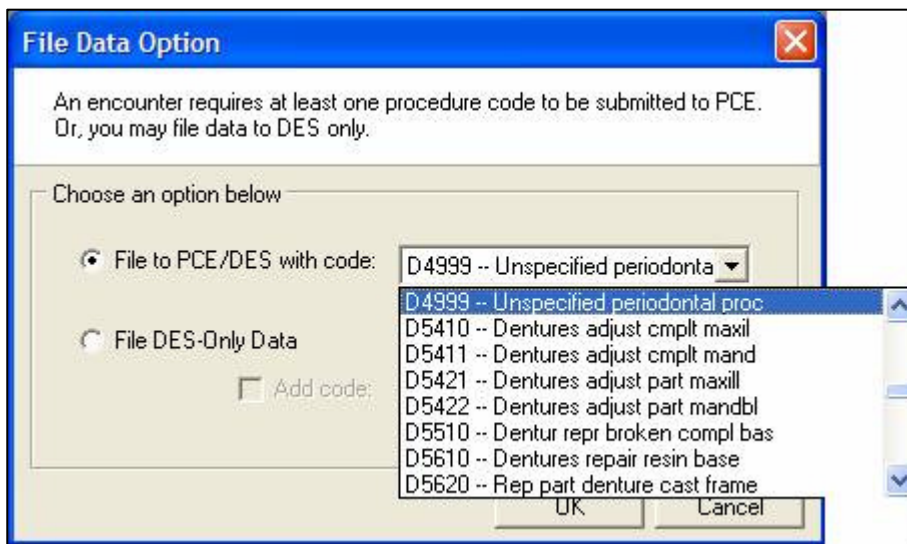 File Data Option
An encounter requires at least one procedure code to be submitted to PCE.
Or, you may file data to DES only.
Choose an option below
File to PCE/DES with code:
D4999 -- Unspecified periodonta
D4999 -- Unspecified periodontal proc
D5410 -- Dentures adjust cmplt maxil
D5411 -- Dentures adjust cmplt mand
File DES-Only Data
D5421 -- Dentures adjust part maxill
Add code:
D5422 -- Dentures adjust part mandbl
D5510 -- Dentur repr broken compl bas
D5610 -- Dentures repair resin base
D5620 -- Rep part denture cast frame
OK
Cancel